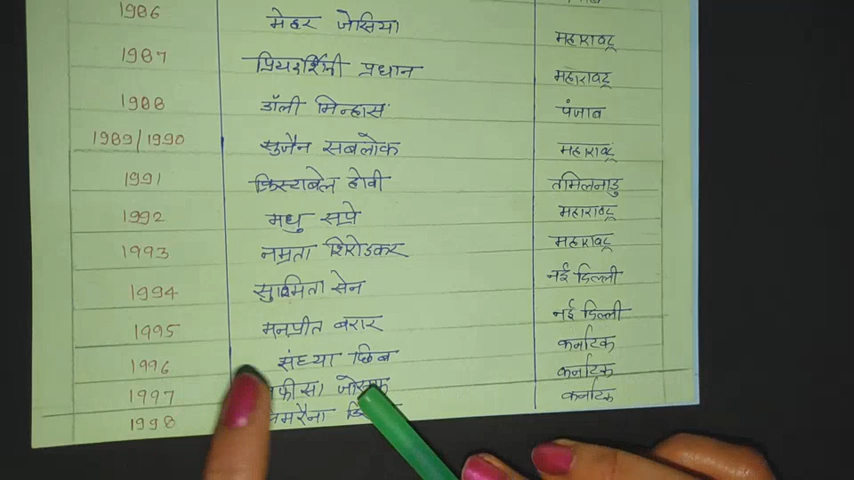 1986 मेहर जेसिया महाराष्ट्र
1987 प्रियदर्शिनी प्रधान महाराष्ट्र
1988 डॉली मिन्हास पंजाब
1989/1990 सुजैन सबलोक महाराष्ट्र
1991 क्रिस्टाबेल होवी तमिलनाडु
1992 मधु सप्रे महाराष्ट्र
1993 नम्रता शिरोडकर महाराष्ट्र
1994 सुष्मिता सेन नई दिल्ली
1995 मनप्रीत बरार नई दिल्ली
1996 संध्या छिब कर्नाटक
1997 जोसफ कर्नाटक
1998 कर्नाटक